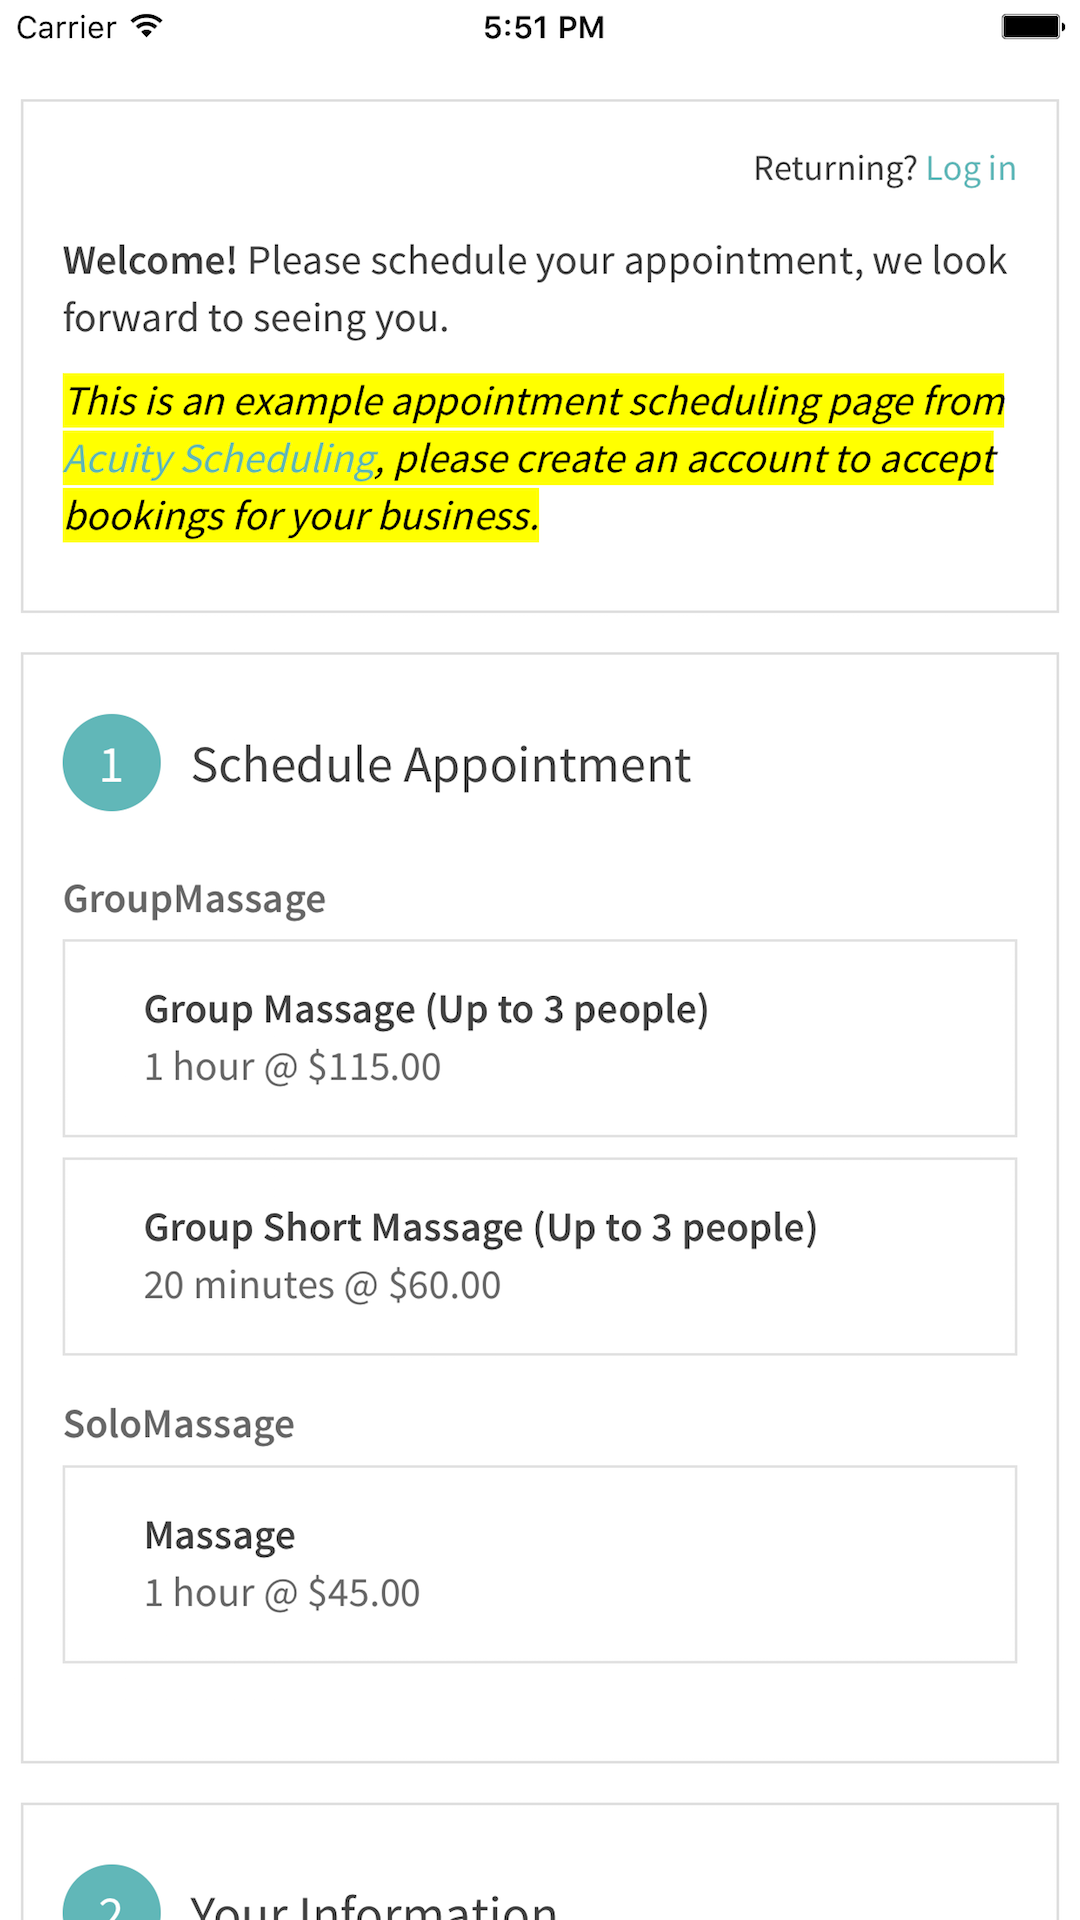 Carrier 5:51 PM
Returning? Log in
Welcome! Please schedule your appointment, we look
forward to seeing you.
This is an example appointment scheduling page from
Acuity Scheduling, please create an account to accept
bookings for your business.
1 Schedule Appointment
GroupMassage
Group Massage (Up to 3 people)
1 hour @ $115.00
Group Short Massage (Up to 3 people)
20 minutes @ $60.00
SoloMassage
Massage
1 hour @ $45.00
2 Your Information